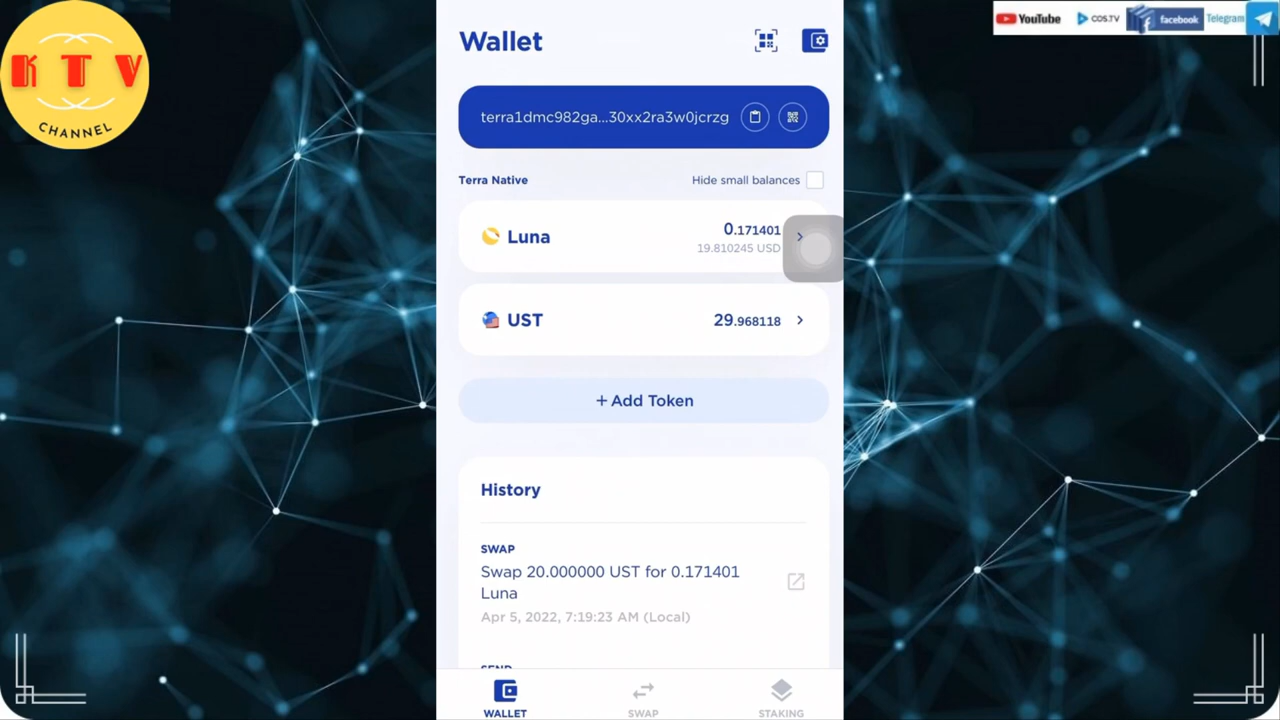 K T V
CHANNEL
YouTube
COS.TV
facebook
Telegram
Wallet
terra1dmc982ga...30xx2ra3w0jcrzg
Terra Native
Hide small balances
Luna
0.171401
19.810245 USD
UST
29.968118
+ Add Token
History
SWAP
Swap 20.000000 UST for 0.171401
Luna
Apr 5, 2022, 7:19:23 AM (Local)
SEND
WALLET
SWAP
STAKING